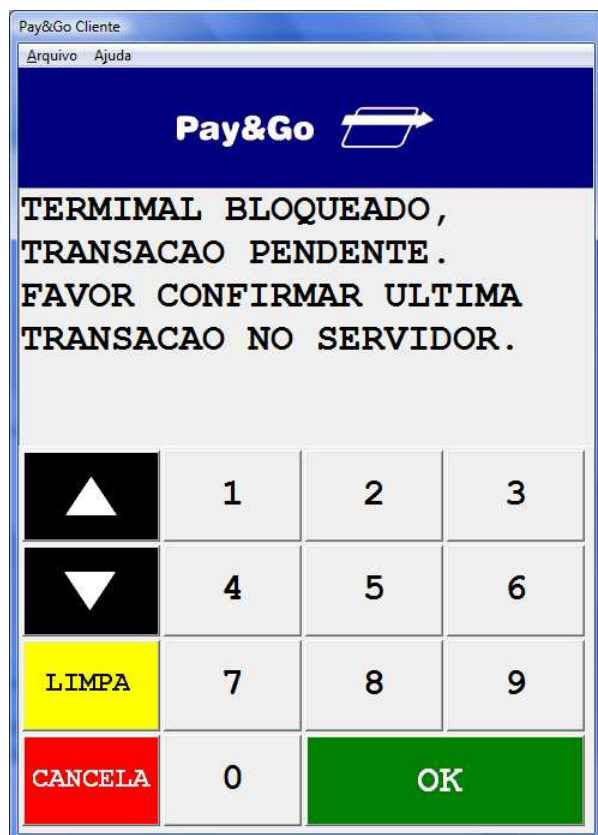 Pay&Go Cliente
Arquivo Ajuda
Pay&Go
TERMIMAL BLOQUEADO,
TRANSACAO PENDENTE.
FAVOR CONFIRMAR ULTIMA
TRANSACAO NO SERVIDOR.
1 2 3
4 5 6
LIMPA 7 8 9
CANCELA 0 OK